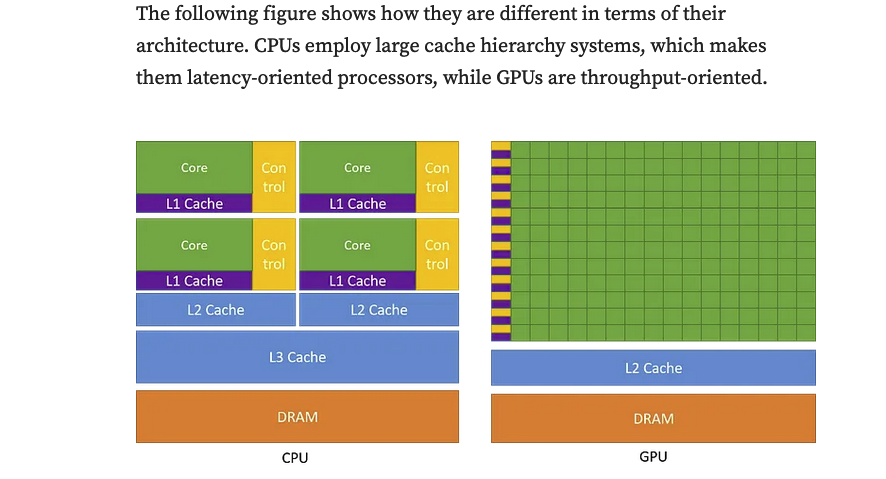 The following figure shows how they are different in terms of their
architecture. CPUs employ large cache hierarchy systems, which makes
them latency-oriented processors, while GPUs are throughput-oriented.
Core
Con
trol
L1 Cache
Core
Con
trol
L1 Cache
Core
Con
trol
L1 Cache
Core
Con
trol
L1 Cache
L2 Cache
L2 Cache
L3 Cache
DRAM
CPU
L2 Cache
DRAM
GPU